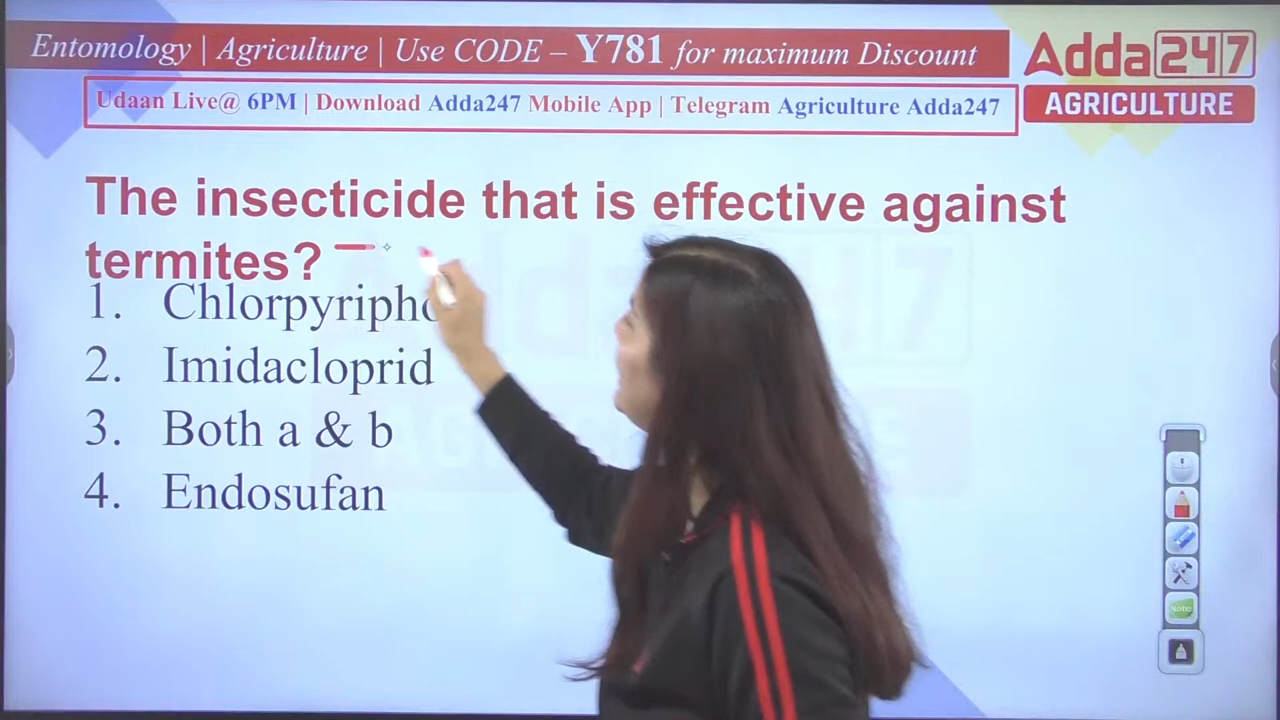 Entomology | Agriculture | Use CODE – Y781 for maximum Discount
Adda247
AGRICULTURE
Udaan Live@ 6PM | Download Adda247 Mobile App | Telegram Agriculture Adda247
The insecticide that is effective against
termites?
1. Chlorpyripho
2. Imidacloprid
3. Both a & b
4. Endosufan
Note